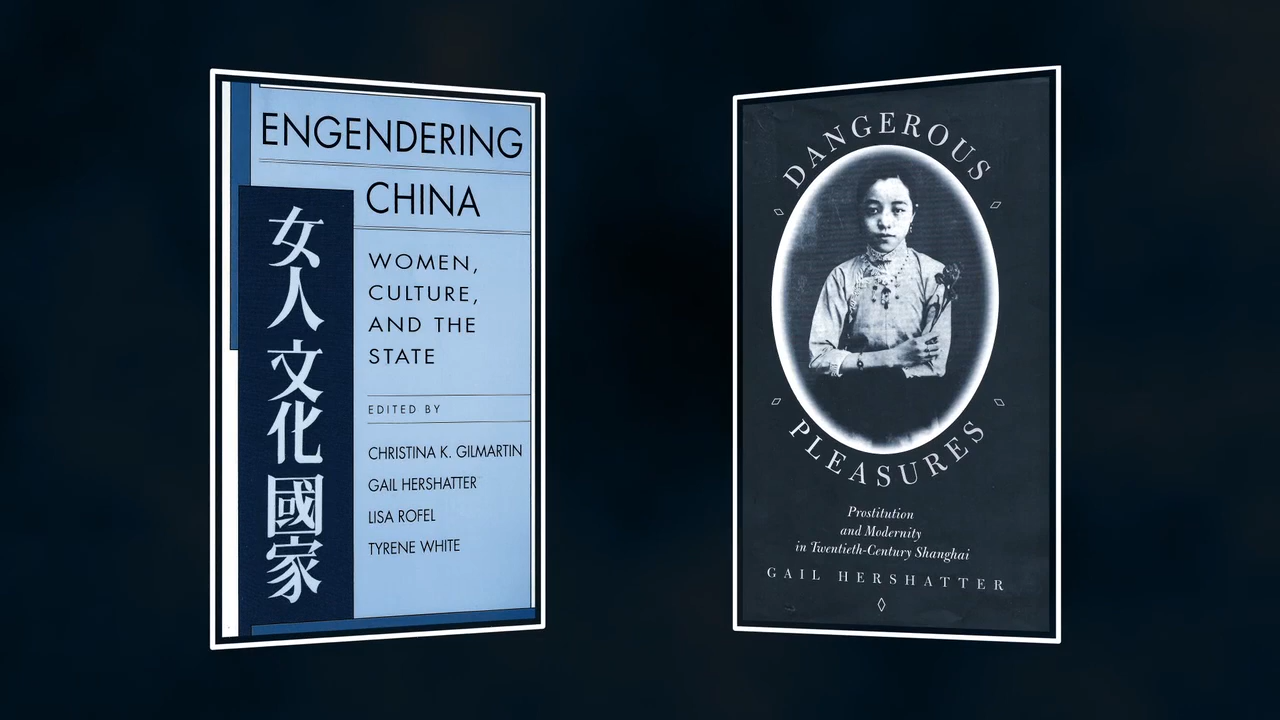 ENGENDERING
CHINA
女人文化國家
WOMEN,
CULTURE,
AND THE
STATE
EDITED BY
CHRISTINA K. GILMARTIN
GAIL HERSHATTER
LISA ROFEL
TYRENE WHITE
DANGEROUS
PLEASURES
Prostitution
and Modernity
in Twentieth-Century Shanghai
GAIL HERSHATTER